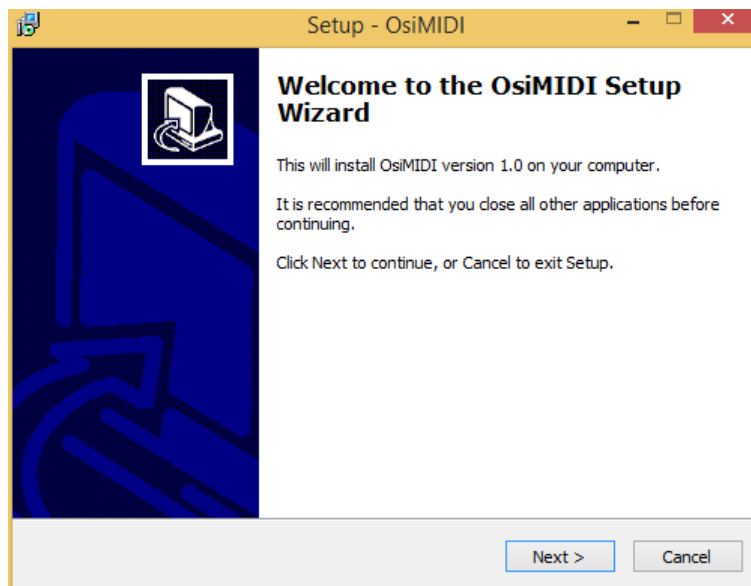 Setup - OsiMIDI
Welcome to the OsiMIDI Setup
Wizard
This will install OsiMIDI version 1.0 on your computer.
It is recommended that you close all other applications before
continuing.
Click Next to continue, or Cancel to exit Setup.
Next >
Cancel